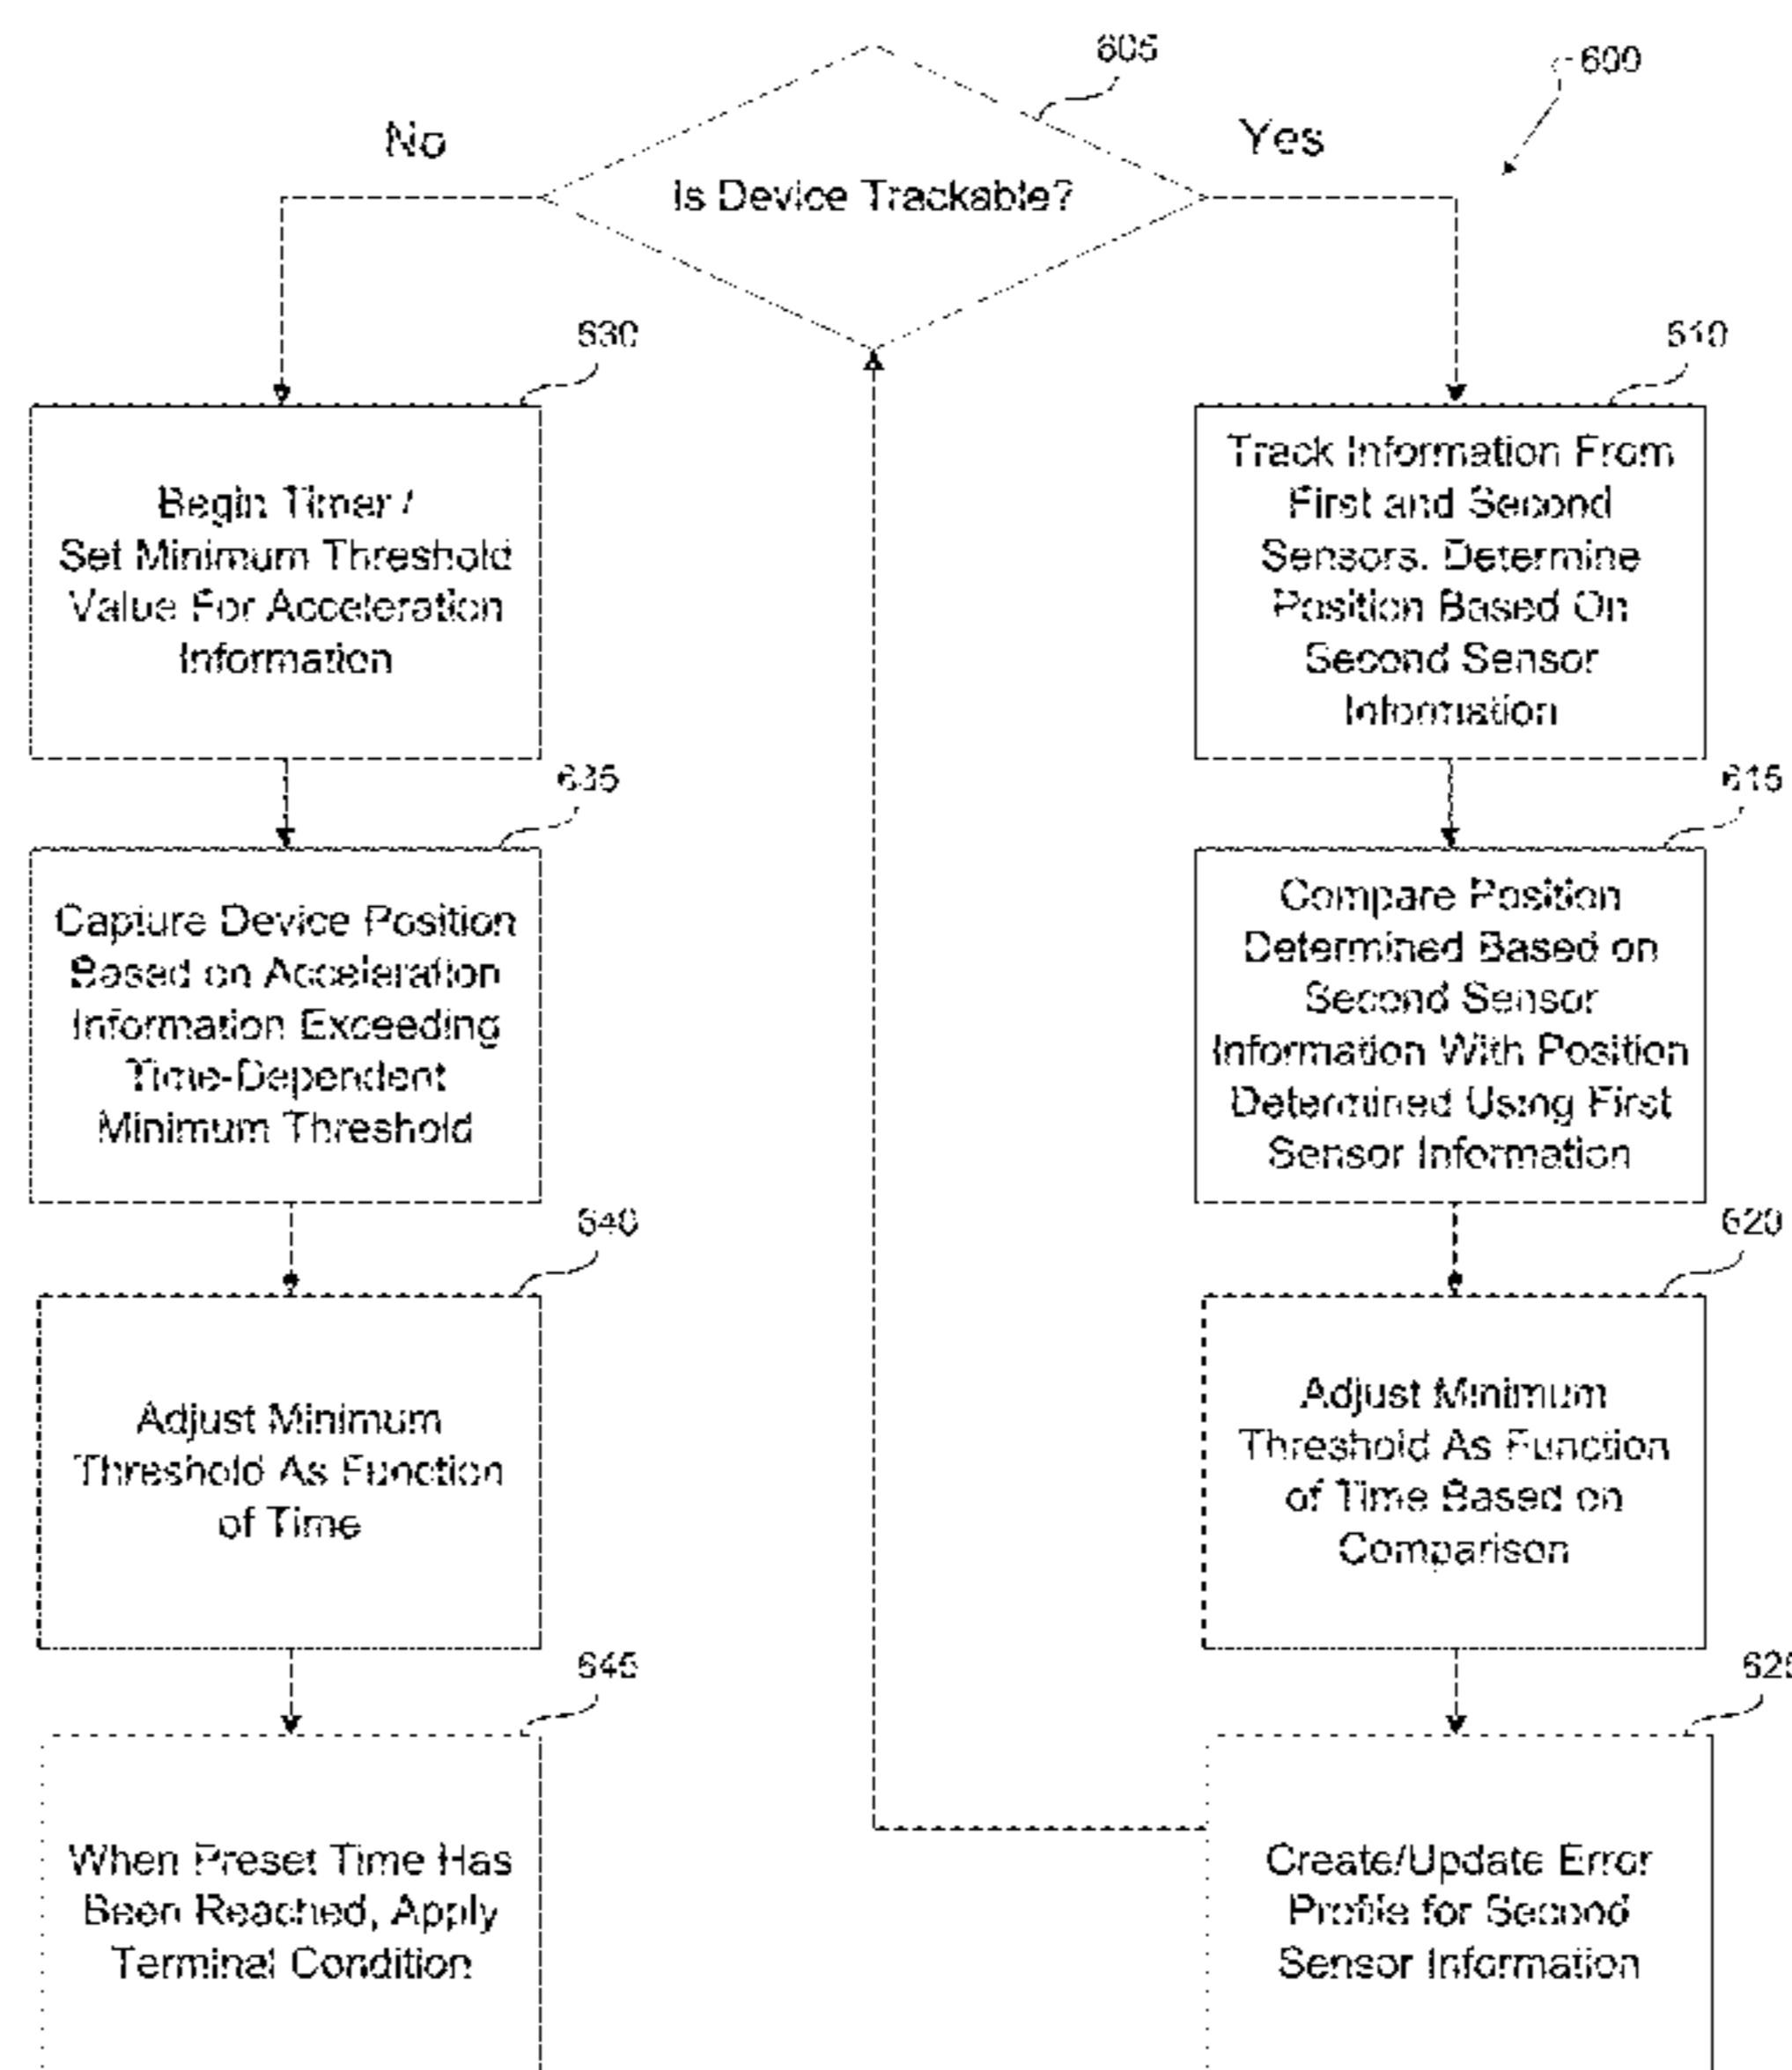 605
600
No
Yes
Is Device Trackable?
630
Begin Timer /
Set Minimum Threshold
Value For Acceleration
Information
635
Capture Device Position
Based on Acceleration
Information Exceeding
Time-Dependent
Minimum Threshold
640
Adjust Minimum
Threshold As Function
of Time
645
When Preset Time Has
Been Reached, Apply
Terminal Condition
610
Track Information From
First and Second
Sensors. Determine
Position Based On
Second Sensor
Information
615
Compare Position
Determined Based on
Second Sensor
Information With Position
Determined Using First
Sensor Information
620
Adjust Minimum
Threshold As Function
of Time Based on
Comparison
625
Create/Update Error
Profile for Second
Sensor Information